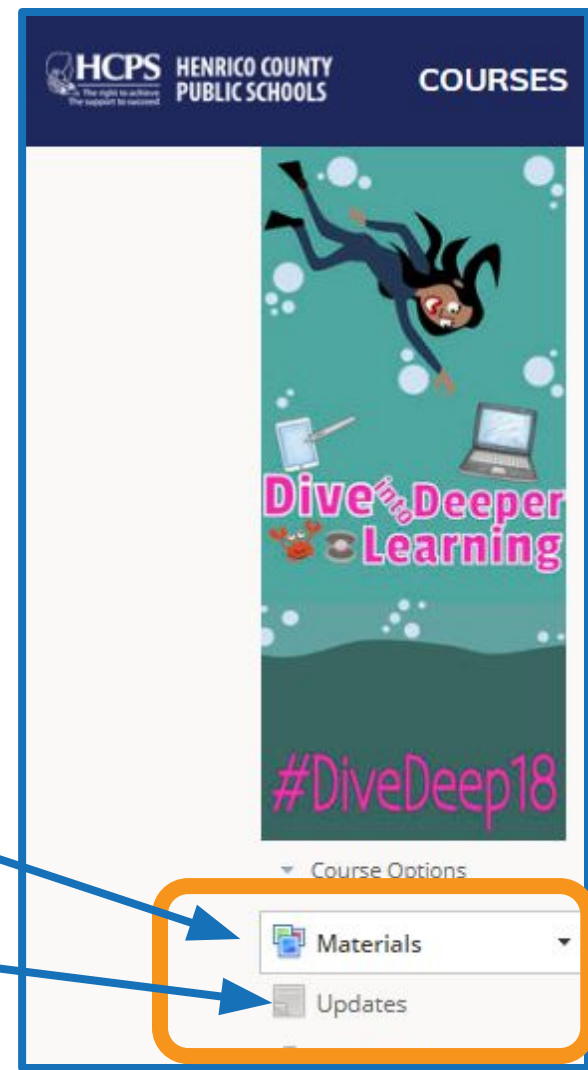 HCPS HENRICO COUNTY
PUBLIC SCHOOLS
The right to achieve
The support to succeed
COURSES
Dive into Deeper
Learning
#DiveDeep18
Course Options
Materials
Updates